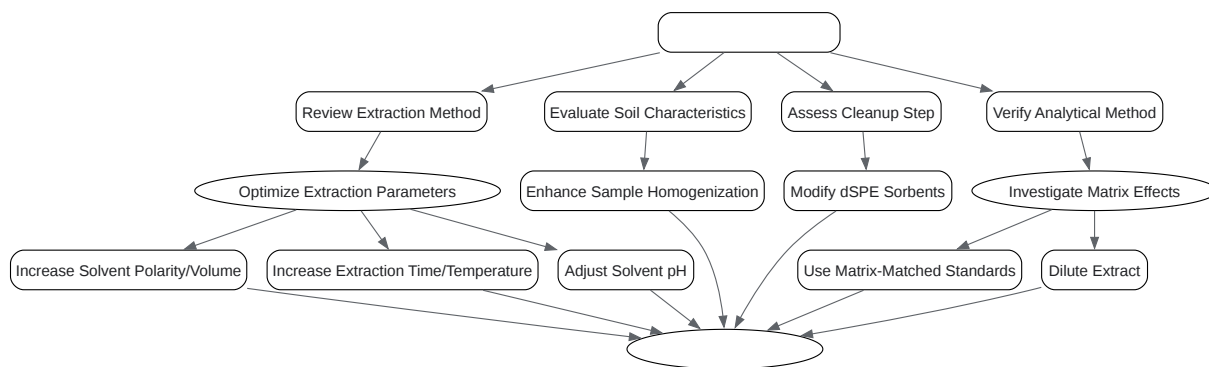 Review Extraction Method
Evaluate Soil Characteristics
Assess Cleanup Step
Verify Analytical Method
Optimize Extraction Parameters
Enhance Sample Homogenization
Modify dSPE Sorbents
Investigate Matrix Effects
Increase Solvent Polarity/Volume
Increase Extraction Time/Temperature
Adjust Solvent pH
Use Matrix-Matched Standards
Dilute Extract